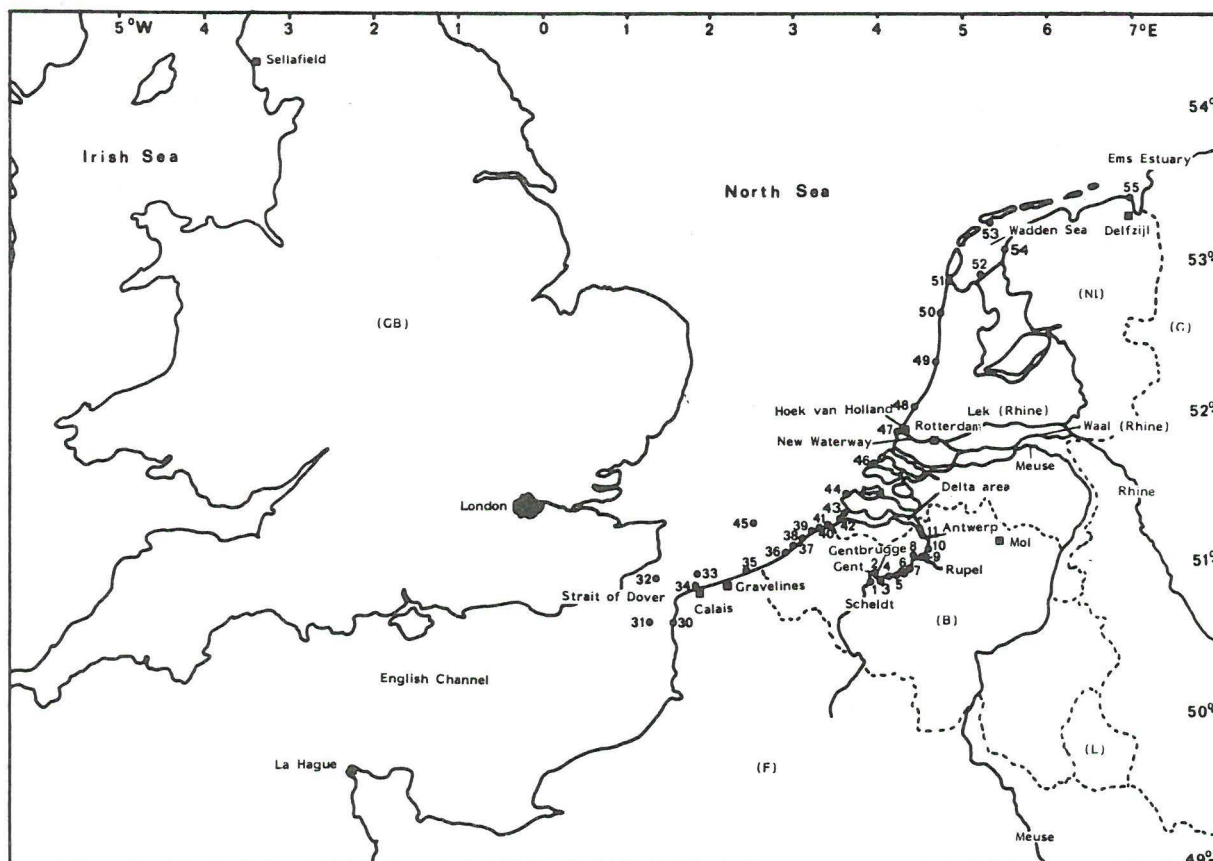 5°W 4 3 2 1 0 1 2 3 4 5 6 7°E
Sellafield
54°
Irish Sea
Ems Estuary
North Sea
55
53
Wadden Sea
Delfzijl
54
53°
52
51
(NL)
50
(GB)
(G)
49
52°
48
Hoek van Holland
Lek (Rhine)
47
Rotterdam
Waal (Rhine)
New Waterway
46
Meuse
44
Delta area
Rhine
London
43
45
41
42
39
40
11
Antwerp
38
37
Gentbrugge
8
10
Mol
36
9
51°
35
Gent
2
4
6
Rupel
33
32
7
34
Gravelines
1
3
5
Strait of Dover
Calais
Scheldt
31
30
(B)
English Channel
50°
(L)
La Hague
(F)
Meuse
49°